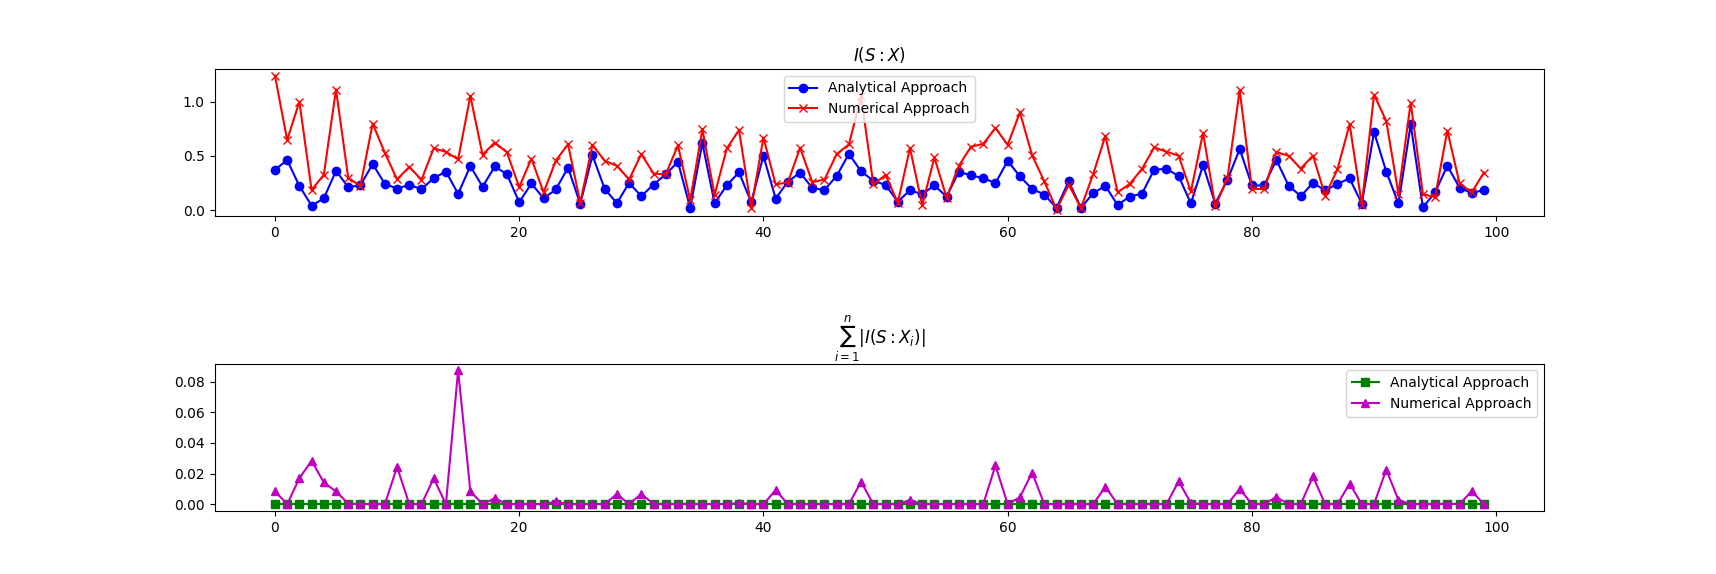 I(S : X)
Analytical Approach
Numerical Approach
1.0
0.5
0.0
0 20 40 60 80 100
n
∑ |I(S : Xᵢ)|
i = 1
Analytical Approach
Numerical Approach
0.08
0.06
0.04
0.02
0.00
0 20 40 60 80 100